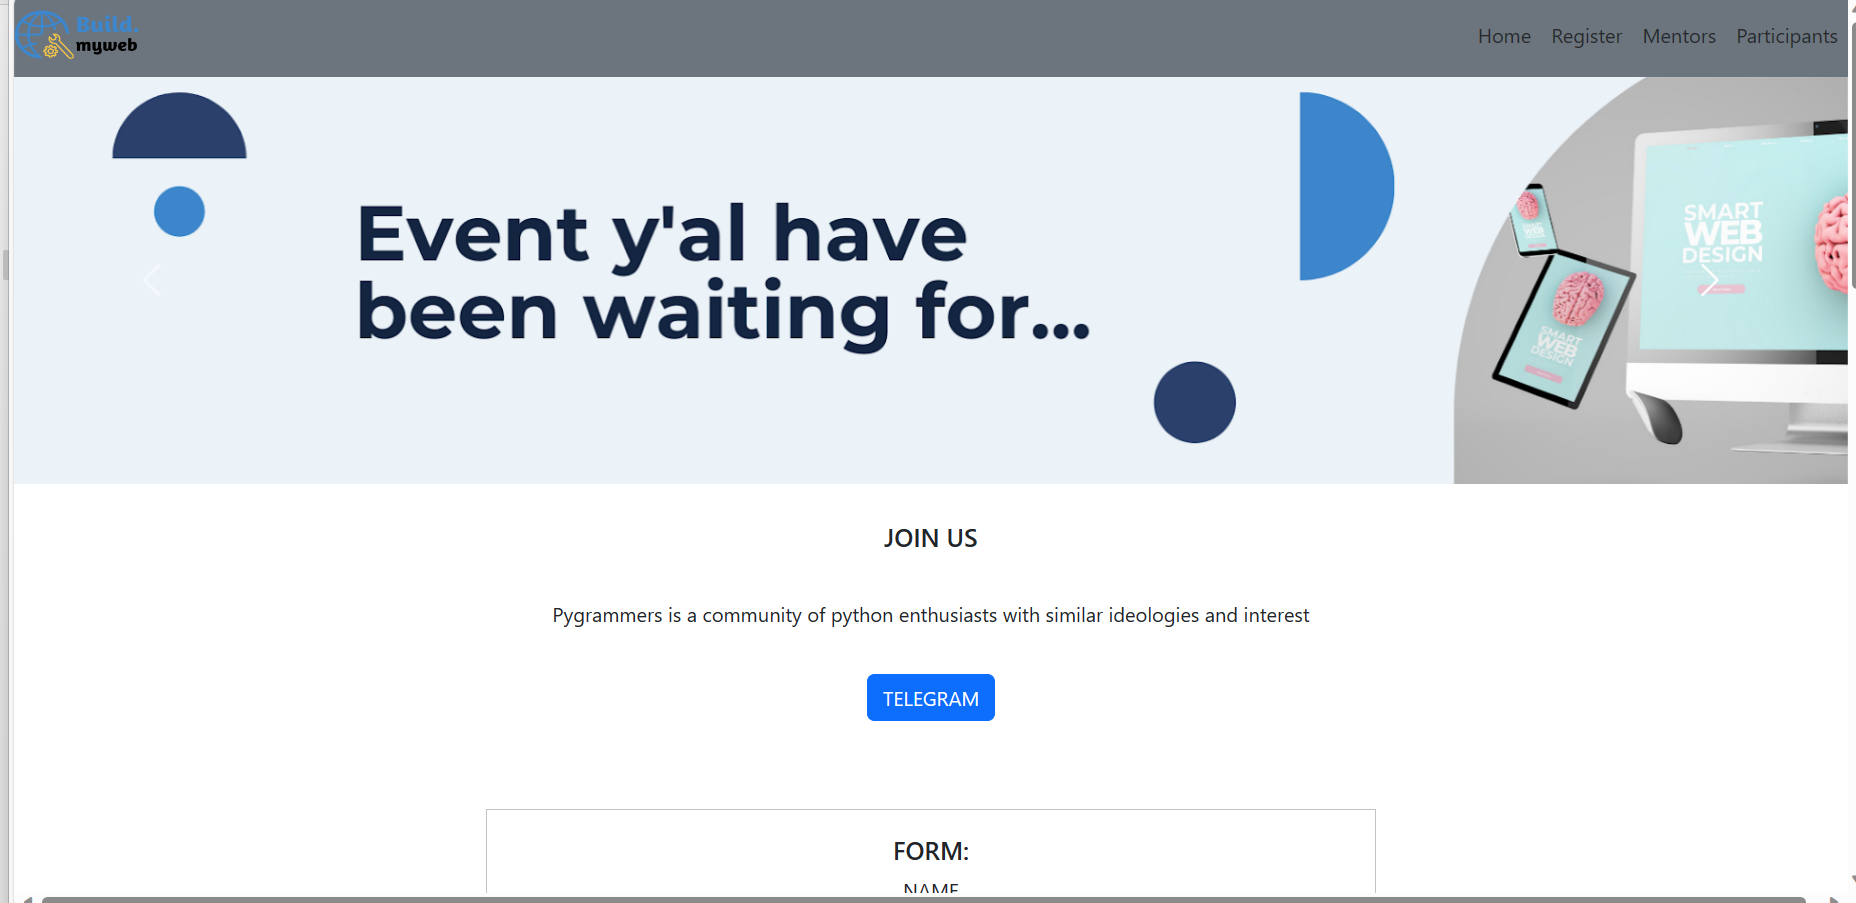 Build.
myweb
Home Register Mentors Participants
Event y'al have
been waiting for...
SMART
WEB
DESIGN
SMART
WEB
DESIGN
JOIN US
Pygrammers is a community of python enthusiasts with similar ideologies and interest
TELEGRAM
FORM:
NAME